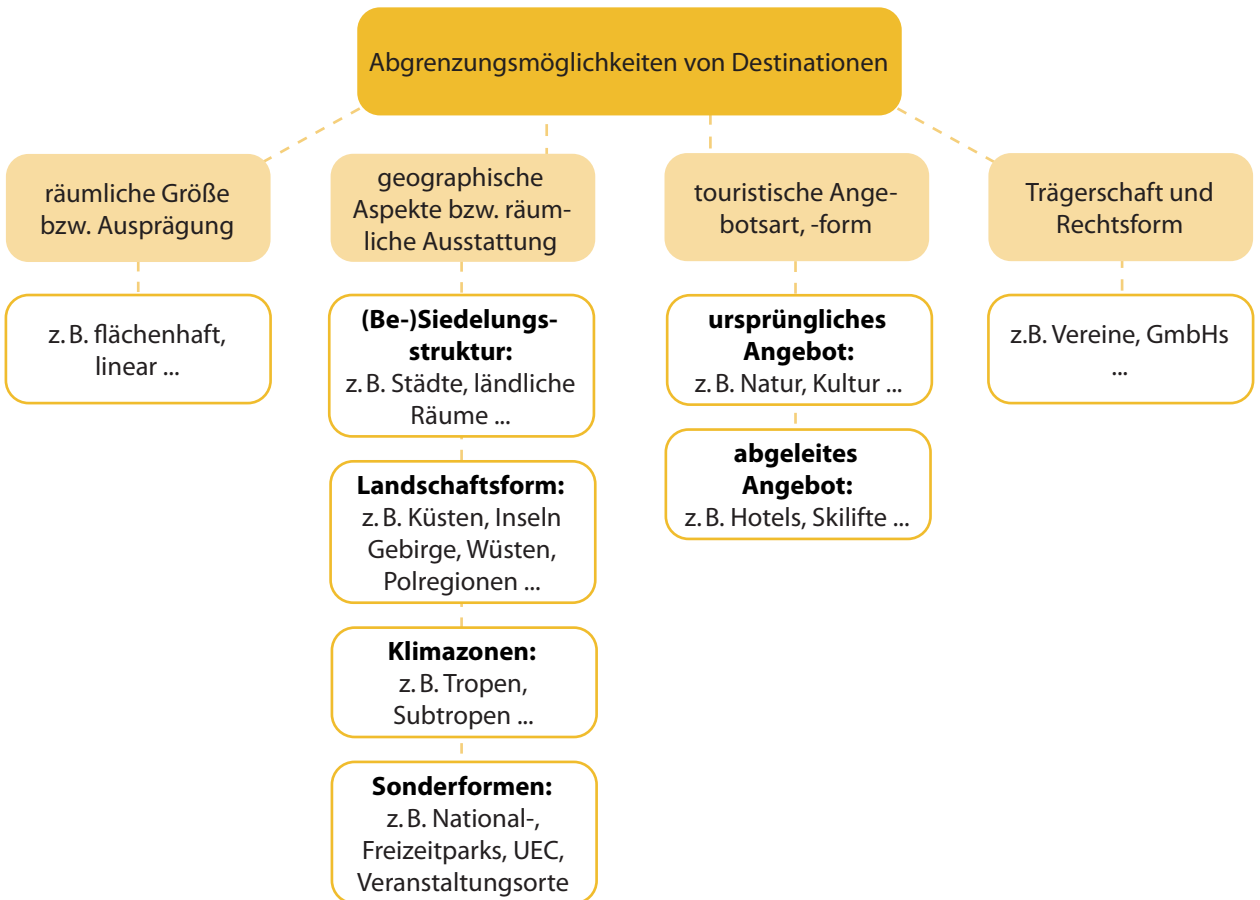 Abgrenzungsmöglichkeiten von Destinationen
räumliche Größe
bzw. Ausprägung
z. B. flächenhaft,
linear ...
geographische
Aspekte bzw. räum-
liche Ausstattung
(Be-)Siedelungs-
struktur:
z. B. Städte, ländliche
Räume ...
Landschaftsform:
z. B. Küsten, Inseln
Gebirge, Wüsten,
Polregionen ...
Klimazonen:
z. B. Tropen,
Subtropen ...
Sonderformen:
z. B. National-,
Freizeitparks, UEC,
Veranstaltungsorte
touristische Ange-
botsart, -form
ursprüngliches
Angebot:
z. B. Natur, Kultur ...
abgeleites
Angebot:
z. B. Hotels, Skilifte ...
Trägerschaft und
Rechtsform
z.B. Vereine, GmbHs
...